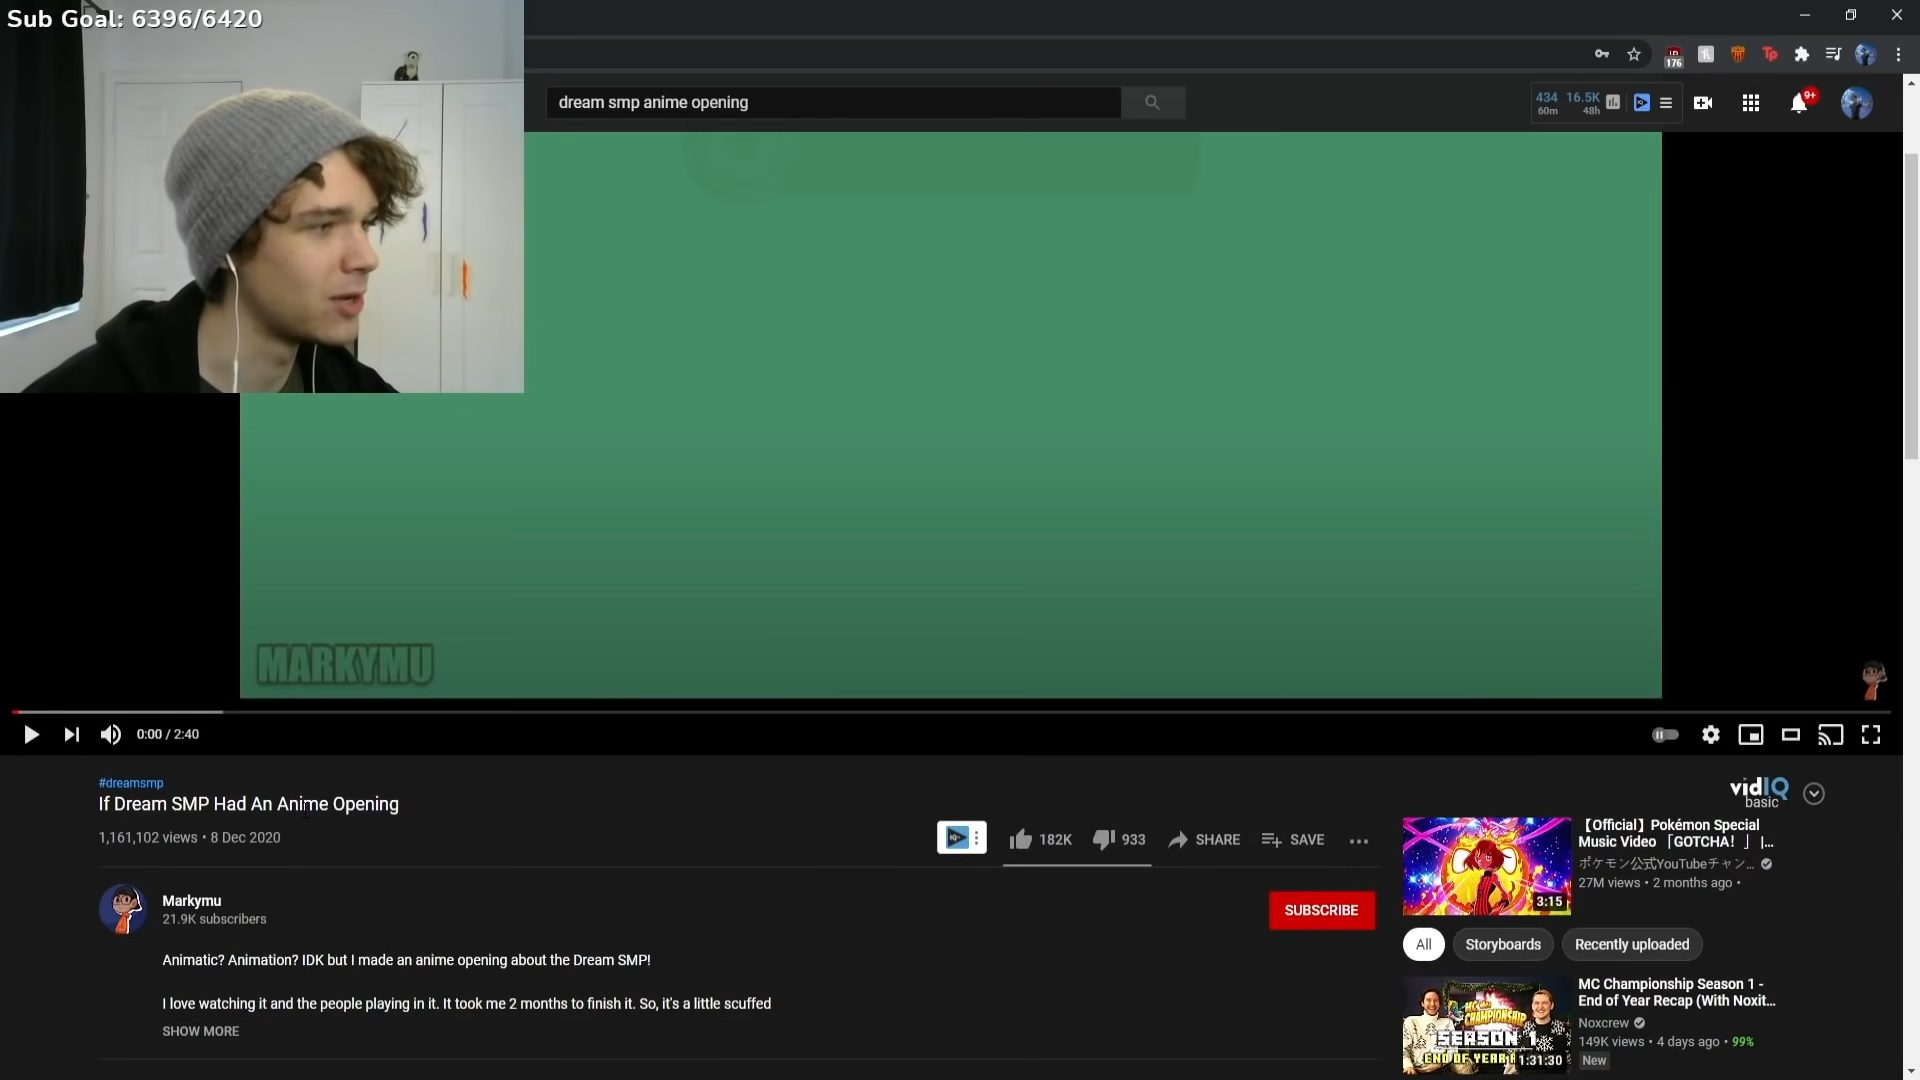 Sub Goal: 6396/6420
176
dream smp anime opening
434 16.5K
60m 48h
9+
MARKYMU
0:00 / 2:40
#dreamsmp
If Dream SMP Had An Anime Opening
1,161,102 views • 8 Dec 2020
182K
933
SHARE
SAVE
vidIQ
basic
Markymu
21.9K subscribers
SUBSCRIBE
Animatic? Animation? IDK but I made an anime opening about the Dream SMP!
I love watching it and the people playing in it. It took me 2 months to finish it. So, it's a little scuffed
SHOW MORE
【Official】Pokémon Special
Music Video 「GOTCHA！」 |...
ポケモン公式YouTubeチャン...
27M views • 2 months ago •
3:15
All
Storyboards
Recently uploaded
MC Championship Season 1 -
End of Year Recap (With Noxit...
Noxcrew
149K views • 4 days ago • 99%
New
MC CHAMPIONSHIP
SEASON 1
END OF YEAR
1:31:30